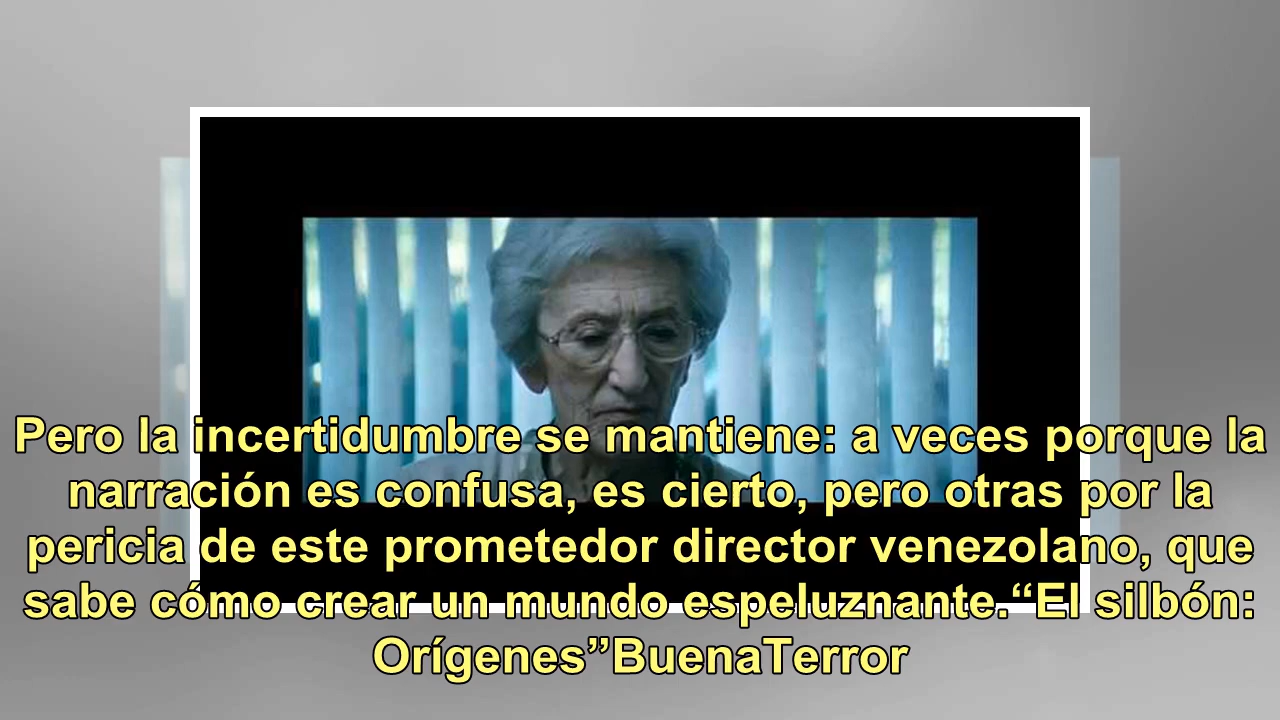 Pero la incertidumbre se mantiene: a veces porque la
narración es confusa, es cierto, pero otras por la
pericia de este prometedor director venezolano, que
sabe cómo crear un mundo espeluznante.“El silbón:
Orígenes”BuenaTerror